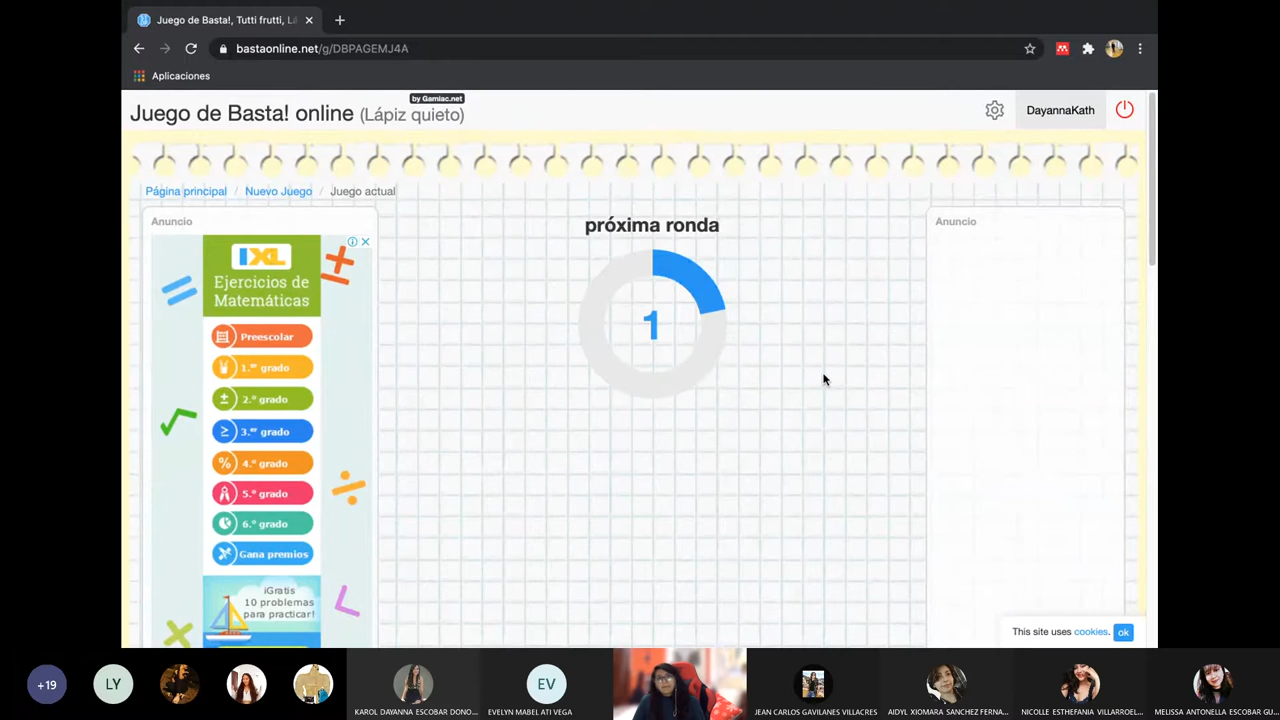 Juego de Basta!, Tutti frutti, Lá
bastaonline.net/g/DBPAGEMJ4A
Aplicaciones
by Gamiac.net
Juego de Basta! online (Lápiz quieto)
DayannaKath
Página principal / Nuevo Juego / Juego actual
Anuncio
próxima ronda
Anuncio
IXL
Ejercicios de
Matemáticas
1
Preescolar
1.er grado
2.º grado
3.er grado
4.º grado
5.º grado
6.º grado
Gana premios
¡Gratis
10 problemas
para practicar!
This site uses cookies. ok
+19
LY
EV
KAROL DAYANNA ESCOBAR DONO...
EVELYN MABEL ATI VEGA
JEAN CARLOS GAVILANES VILLACRES
AIDYL XIOMARA SANCHEZ FERNA...
NICOLLE ESTHEFANIA VILLARROEL...
MELISSA ANTONELLA ESCOBAR GU...